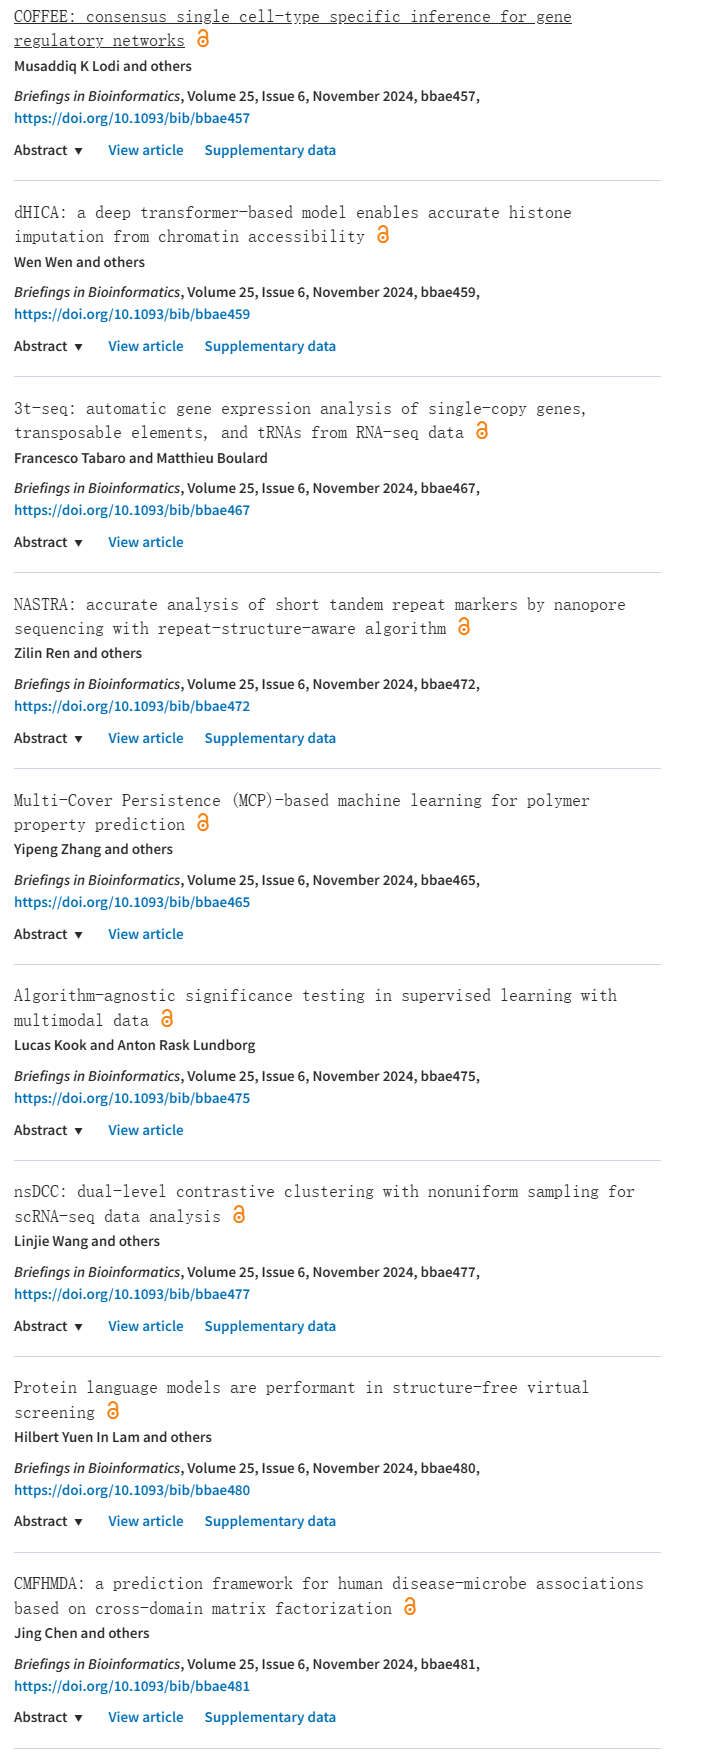 COFFEE: consensus single cell-type specific inference for gene
regulatory networks
Musaddiq K Lodi and others
Briefings in Bioinformatics, Volume 25, Issue 6, November 2024, bbae457,
https://doi.org/10.1093/bib/bbae457
Abstract ▼ View article Supplementary data
dHICA: a deep transformer-based model enables accurate histone
imputation from chromatin accessibility
Wen Wen and others
Briefings in Bioinformatics, Volume 25, Issue 6, November 2024, bbae459,
https://doi.org/10.1093/bib/bbae459
Abstract ▼ View article Supplementary data
3t-seq: automatic gene expression analysis of single-copy genes,
transposable elements, and tRNAs from RNA-seq data
Francesco Tabaro and Matthieu Boulard
Briefings in Bioinformatics, Volume 25, Issue 6, November 2024, bbae467,
https://doi.org/10.1093/bib/bbae467
Abstract ▼ View article
NASTRA: accurate analysis of short tandem repeat markers by nanopore
sequencing with repeat-structure-aware algorithm
Zilin Ren and others
Briefings in Bioinformatics, Volume 25, Issue 6, November 2024, bbae472,
https://doi.org/10.1093/bib/bbae472
Abstract ▼ View article Supplementary data
Multi-Cover Persistence (MCP)-based machine learning for polymer
property prediction
Yipeng Zhang and others
Briefings in Bioinformatics, Volume 25, Issue 6, November 2024, bbae465,
https://doi.org/10.1093/bib/bbae465
Abstract ▼ View article
Algorithm-agnostic significance testing in supervised learning with
multimodal data
Lucas Kook and Anton Rask Lundborg
Briefings in Bioinformatics, Volume 25, Issue 6, November 2024, bbae475,
https://doi.org/10.1093/bib/bbae475
Abstract ▼ View article
nsDCC: dual-level contrastive clustering with nonuniform sampling for
scRNA-seq data analysis
Linjie Wang and others
Briefings in Bioinformatics, Volume 25, Issue 6, November 2024, bbae477,
https://doi.org/10.1093/bib/bbae477
Abstract ▼ View article Supplementary data
Protein language models are performant in structure-free virtual
screening
Hilbert Yuen In Lam and others
Briefings in Bioinformatics, Volume 25, Issue 6, November 2024, bbae480,
https://doi.org/10.1093/bib/bbae480
Abstract ▼ View article Supplementary data
CMFHMDA: a prediction framework for human disease-microbe associations
based on cross-domain matrix factorization
Jing Chen and others
Briefings in Bioinformatics, Volume 25, Issue 6, November 2024, bbae481,
https://doi.org/10.1093/bib/bbae481
Abstract ▼ View article Supplementary data